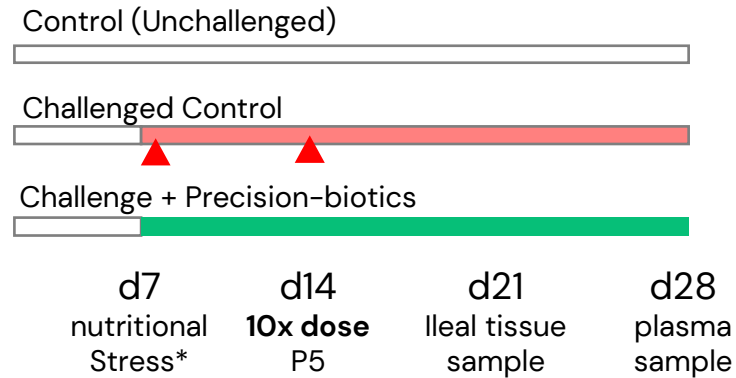 Control (Unchallenged)
Challenged Control
Challenge + Precision-biotics
d7 d14 d21 d28
nutritional 10x dose Ileal tissue plasma
Stress* P5 sample sample